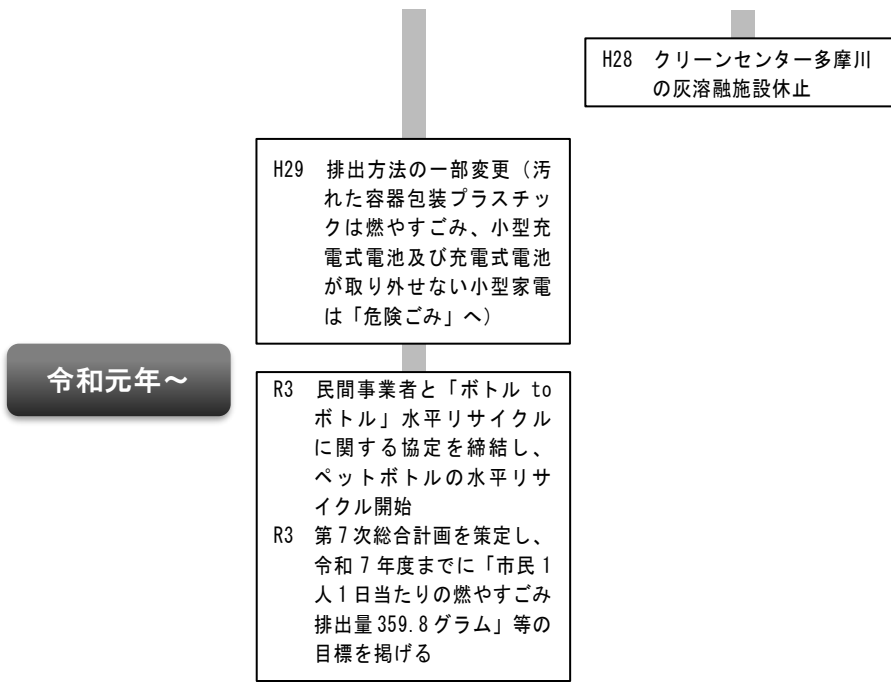 H28 クリーンセンター多摩川
の灰溶融施設休止
H29 排出方法の一部変更（汚
れた容器包装プラスチッ
クは燃やすごみ、小型充
電式電池及び充電式電池
が取り外せない小型家電
は「危険ごみ」へ）
令和元年～
R3 民間事業者と「ボトル to
ボトル」水平リサイクル
に関する協定を締結し、
ペットボトルの水平リサ
イクル開始
R3 第７次総合計画を策定し、
令和７年度までに「市民１
人１日当たりの燃やすごみ
排出量 359.8 グラム」等の
目標を掲げる